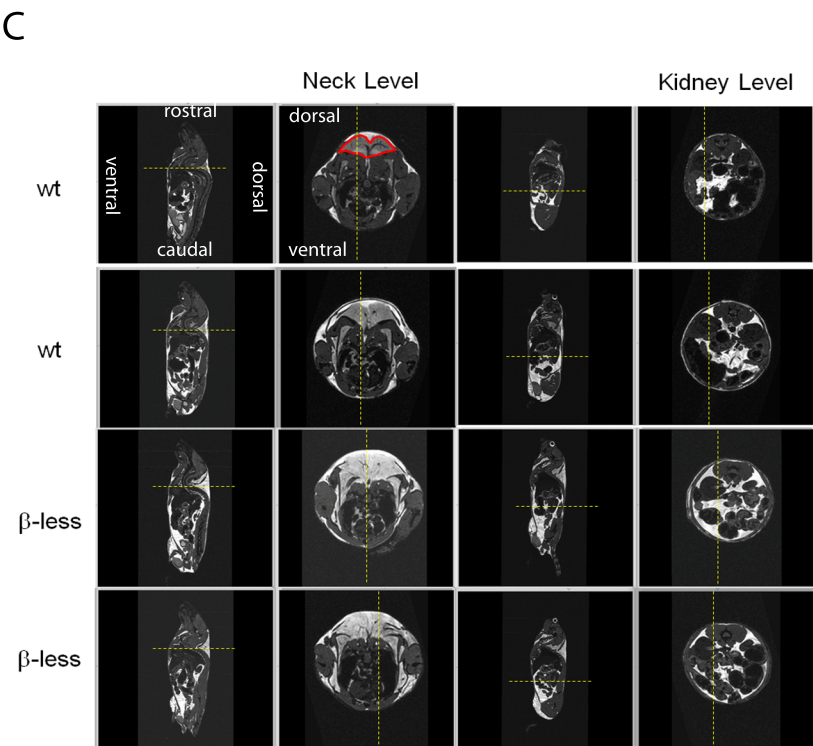 C
Neck Level
Kidney Level
rostral
dorsal
wt
ventral
dorsal
caudal
ventral
wt
β-less
β-less